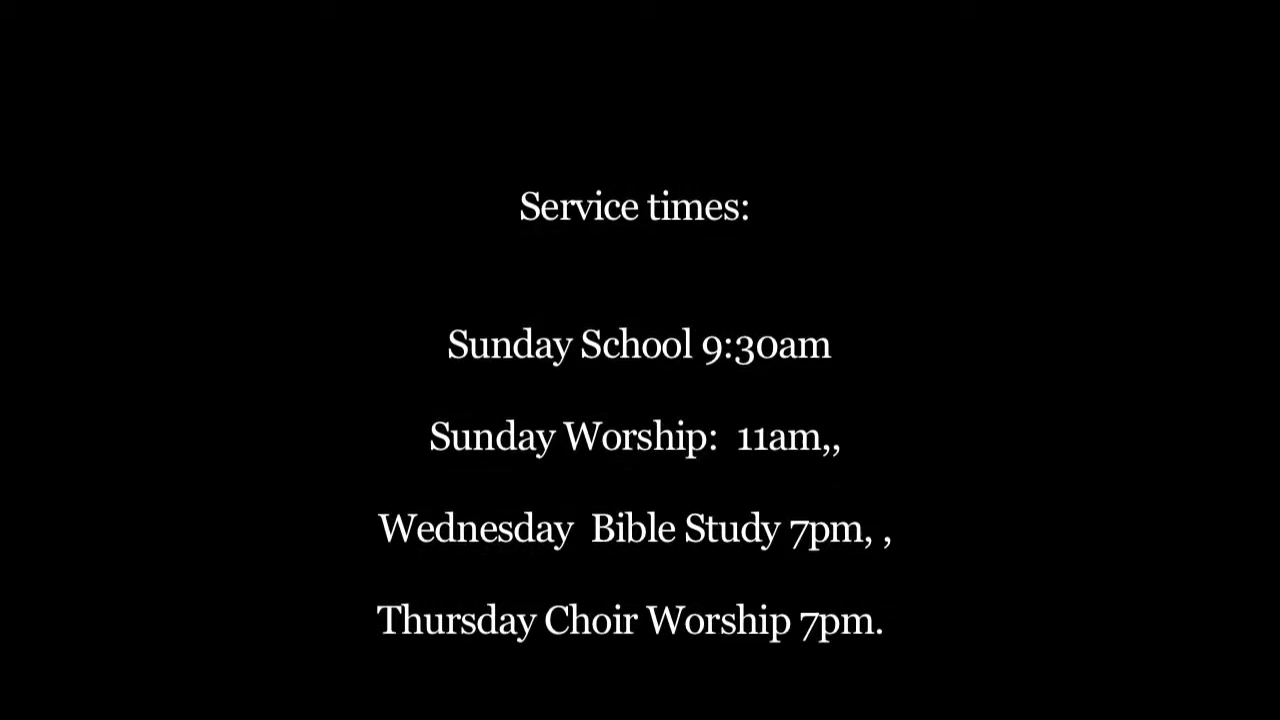 Service times:
Sunday School 9:30am
Sunday Worship:  11am,,
Wednesday  Bible Study 7pm, ,
Thursday Choir Worship 7pm.